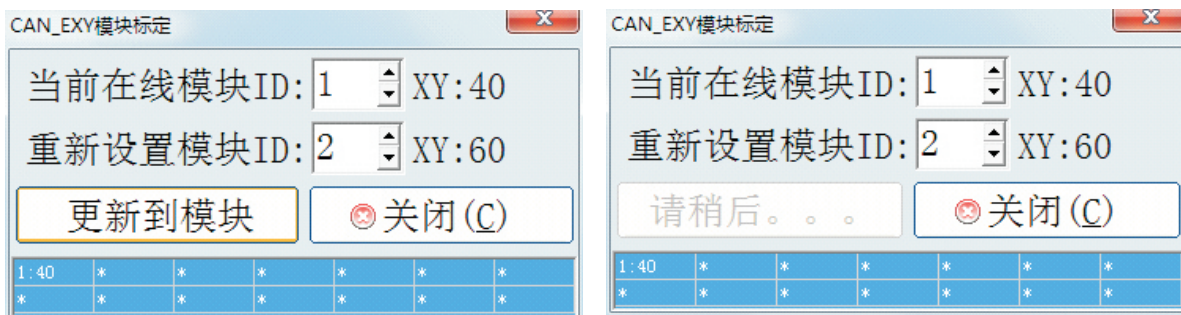 CAN_EXY模块标定
当前在线模块ID: 1 XY:40
重新设置模块ID: 2 XY:60
更新到模块 关闭(C)
1:40 * * * * * *
* * * * * * *
CAN_EXY模块标定
当前在线模块ID: 1 XY:40
重新设置模块ID: 2 XY:60
请稍后。。。 关闭(C)
1:40 * * * * * *
* * * * * * *